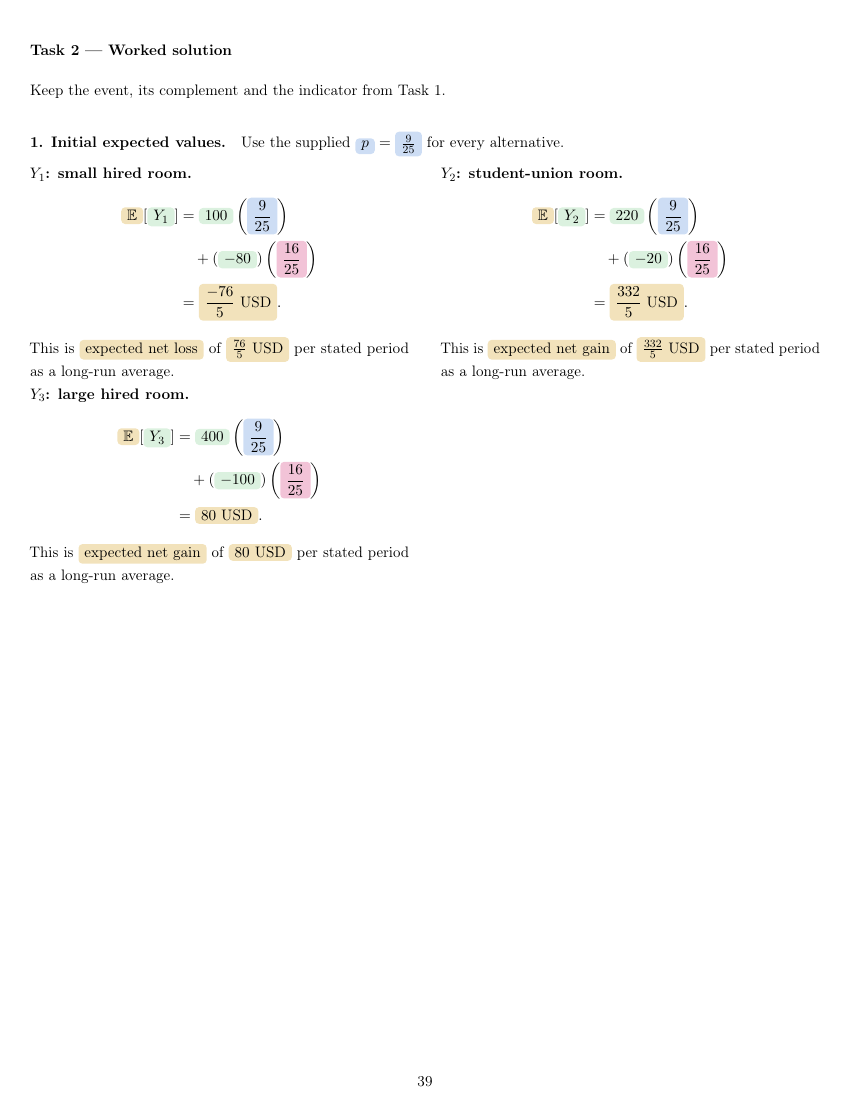 Task 2 — Worked solution
Keep the event, its complement and the indicator from Task 1.
1. Initial expected values. Use the supplied p = 9/25 for every alternative.
Y₁: small hired room.
𝔼[Y₁] = 100 (9/25)
+ (−80) (16/25)
= −76/5 USD.
This is expected net loss of 76/5 USD per stated period
as a long-run average.
Y₂: student-union room.
𝔼[Y₂] = 220 (9/25)
+ (−20) (16/25)
= 332/5 USD.
This is expected net gain of 332/5 USD per stated period
as a long-run average.
Y₃: large hired room.
𝔼[Y₃] = 400 (9/25)
+ (−100) (16/25)
= 80 USD.
This is expected net gain of 80 USD per stated period
as a long-run average.
39